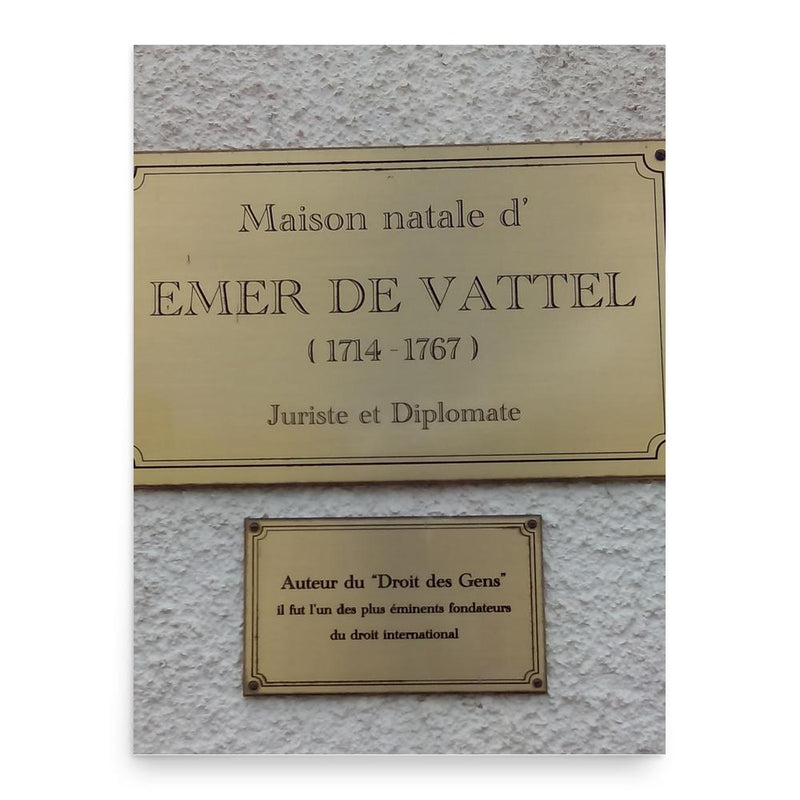 Maison natale d'
EMER DE VATTEL
( 1714 - 1767 )
Juriste et Diplomate
Auteur du "Droit des Gens"
il fut l'un des plus éminents fondateurs
du droit international